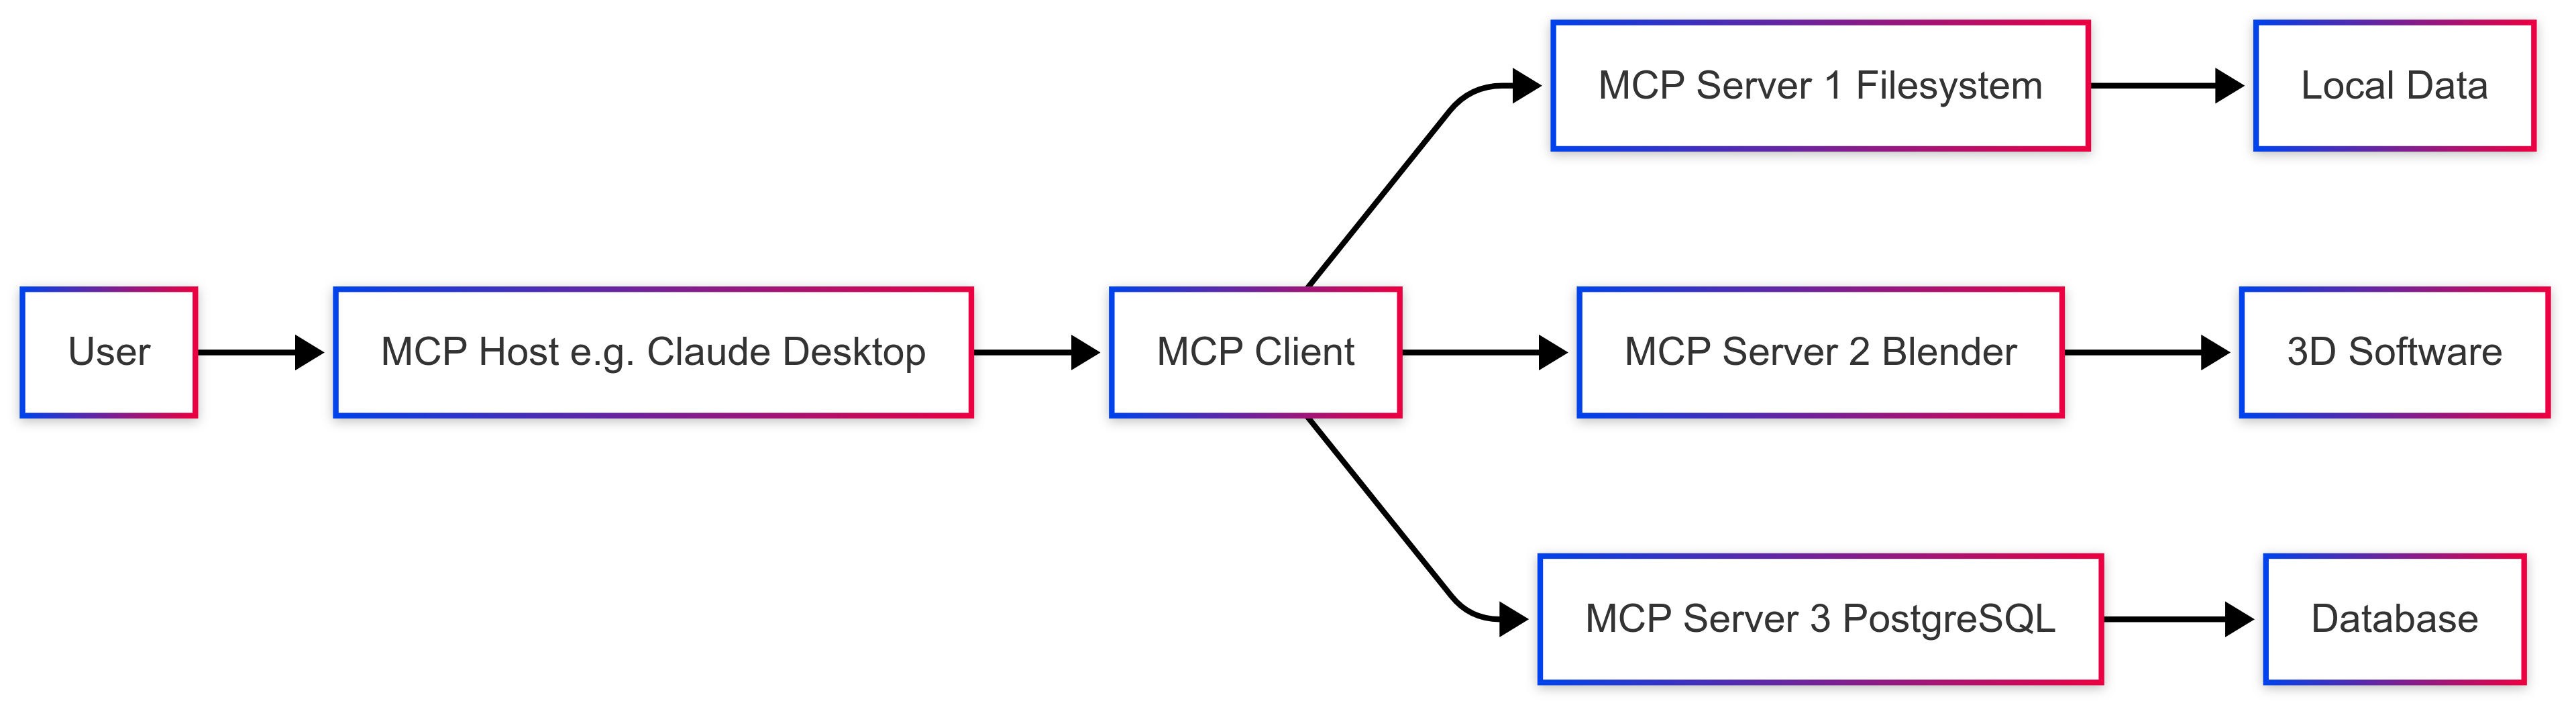 User
MCP Host e.g. Claude Desktop
MCP Client
MCP Server 1 Filesystem
Local Data
MCP Server 2 Blender
3D Software
MCP Server 3 PostgreSQL
Database